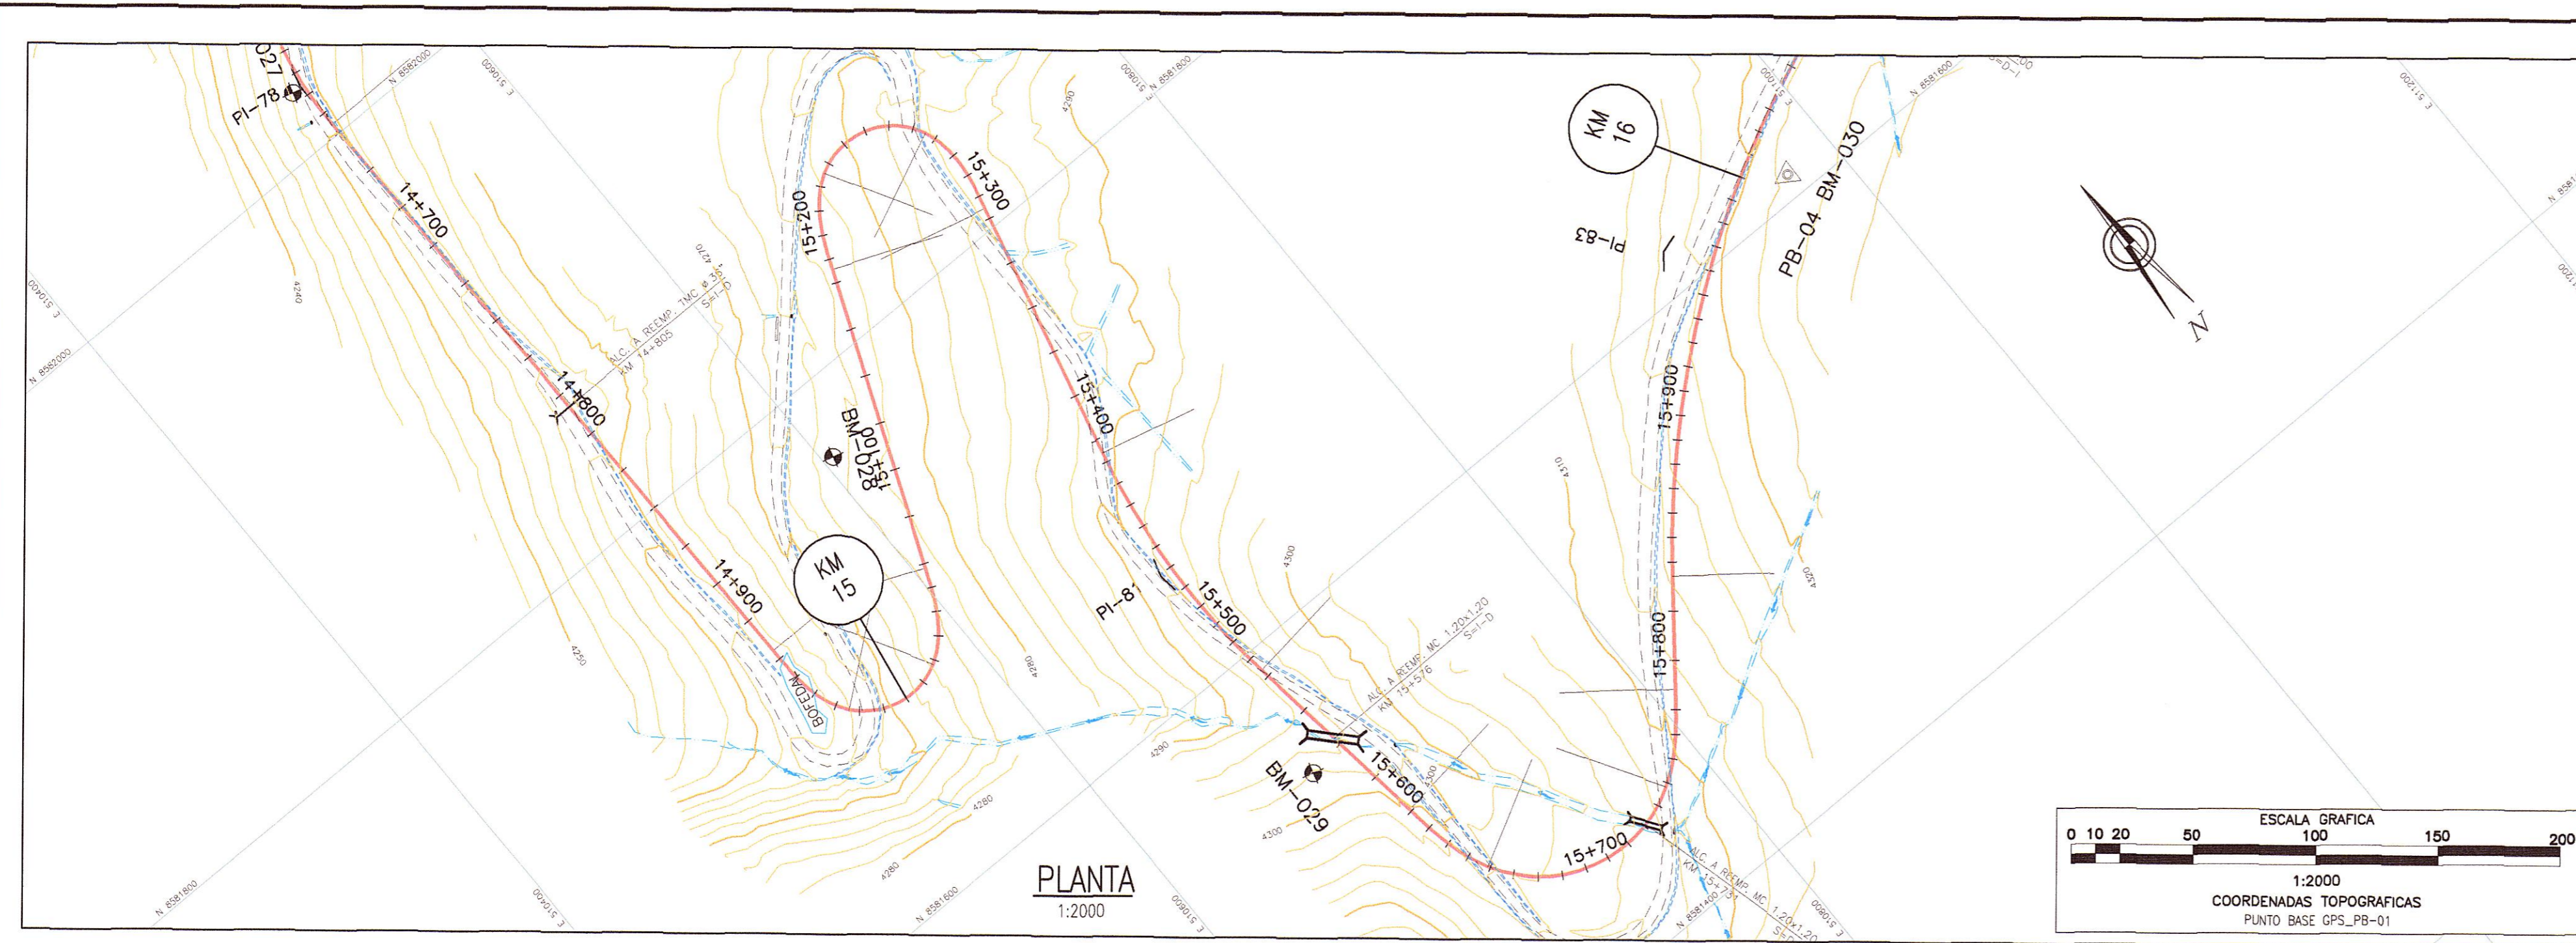 027
PI-78
N 8582000
E 510600
E 510800
N 8581800
4290
KM
16
E 511000
N 8581600
S=D-I
E 511200
PB-04 BM-030
PI-83
14+700
15+200
15+300
4240
4270
E 510400
N 8582000
ALC. A REEMP. TMC
KM 14+805
S=I-D
14+800
15+400
15+900
BM-028
15+100
4310
N
KM
15
14+900
PI-81
15+500
4300
4320
BOFEDAL
4250
4280
ALC. A REEMP. MC 1.20x1.20
KM 15+576
S=I-D
15+800
4290
BM-029
15+600
4300
4280
4300
15+700
4280
PLANTA
1:2000
N 8581800
E 510400
N 8581600
E 510600
ALC. A REEMP. MC 1.20x1.20
N 8581400
E 510800
ESCALA GRAFICA
0 10 20 50 100 150 200
1:2000
COORDENADAS TOPOGRAFICAS
PUNTO BASE GPS_PB-01